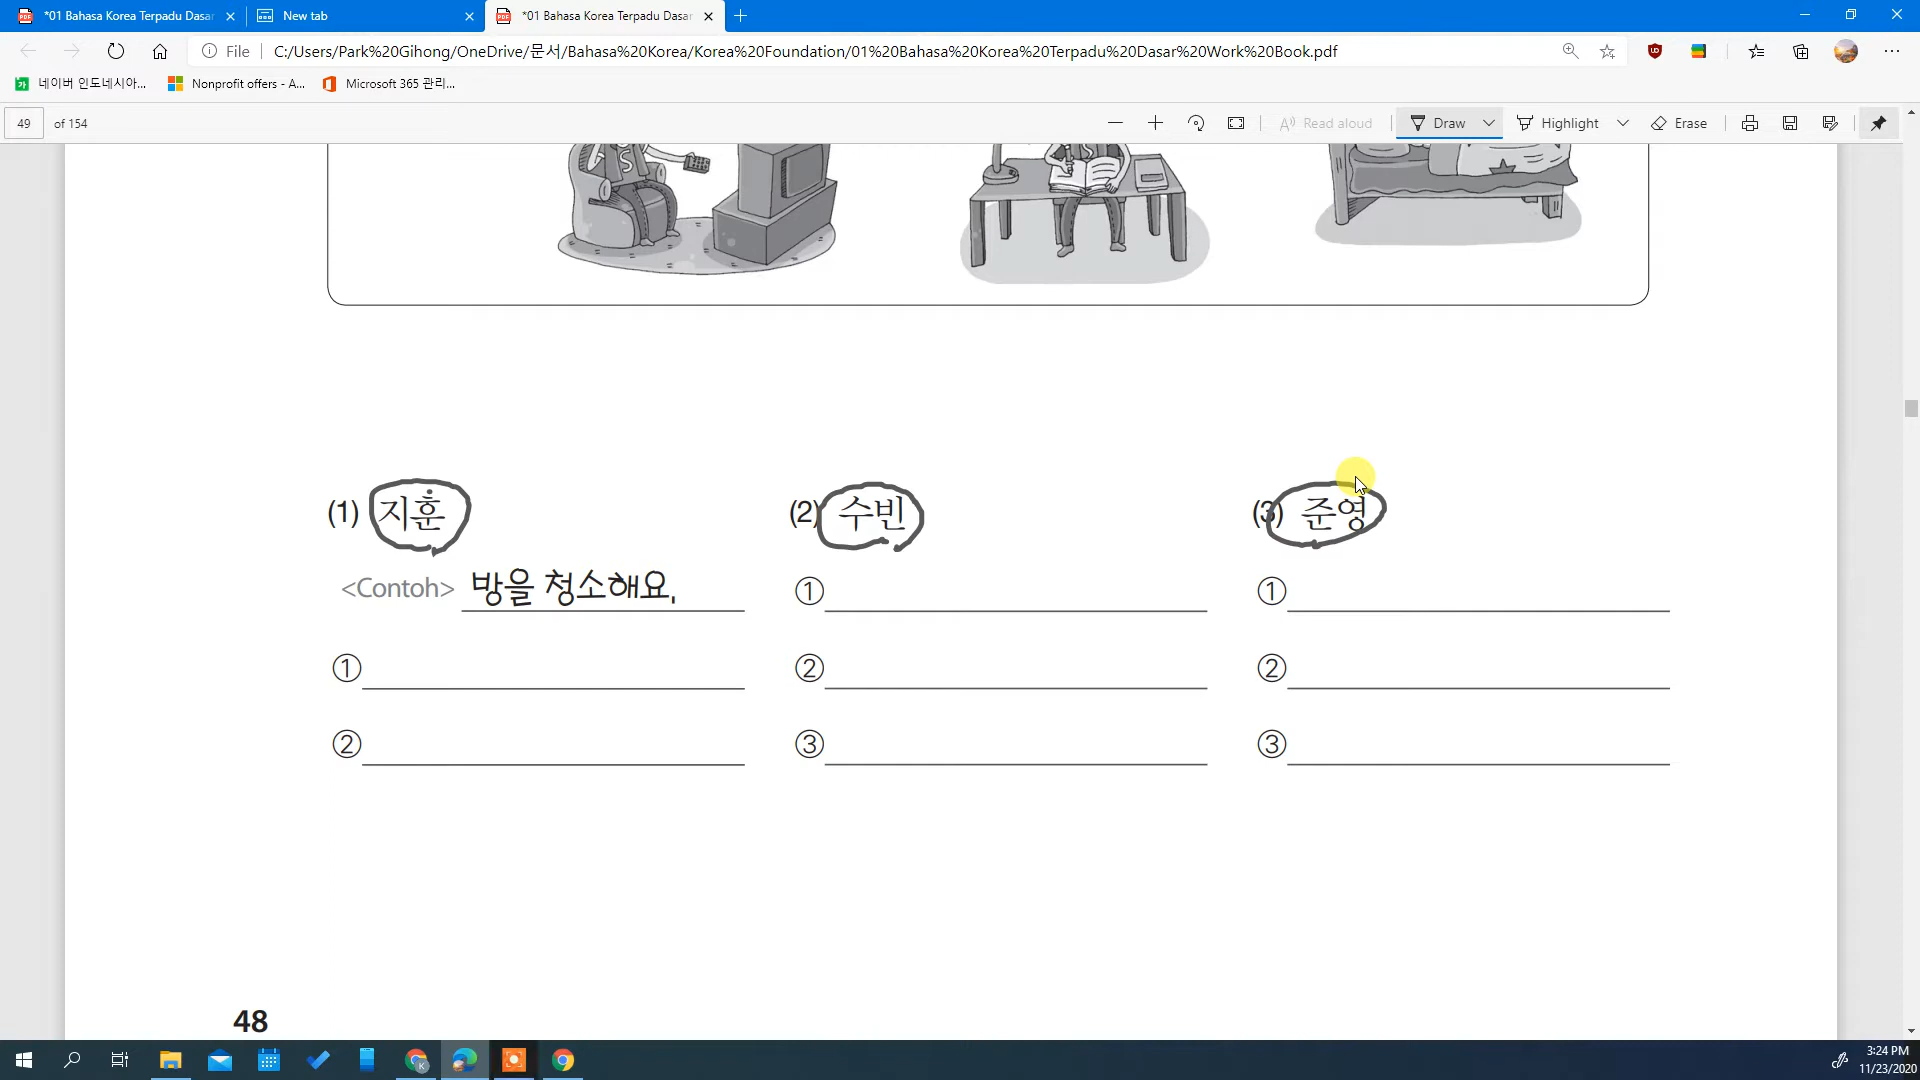 *01 Bahasa Korea Terpadu Dasar
New tab
*01 Bahasa Korea Terpadu Dasar
File
C:/Users/Park%20Gihong/OneDrive/문서/Bahasa%20Korea/Korea%20Foundation/01%20Bahasa%20Korea%20Terpadu%20Dasar%20Work%20Book.pdf
네이버 인도네시아...
Nonprofit offers - A...
Microsoft 365 관리...
49 of 154
Read aloud
Draw
Highlight
Erase
(1) 지훈
(2) 수빈
(3) 준영
<Contoh> 방을 청소해요.
①
①
①
②
②
②
③
③
48
3:24 PM
11/23/2020